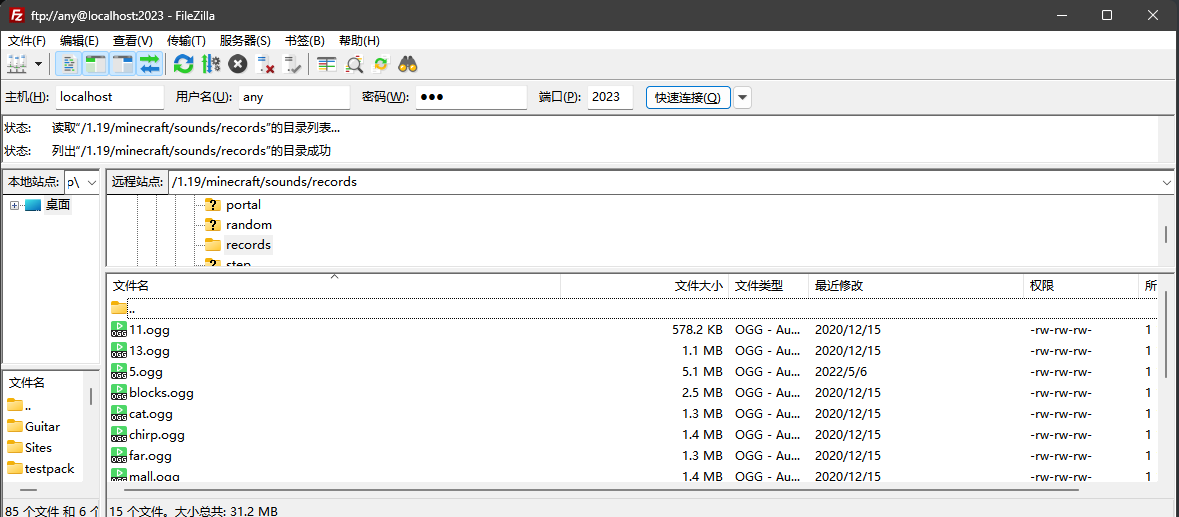 ftp://any@localhost:2023 - FileZilla
文件(F) 编辑(E) 查看(V) 传输(T) 服务器(S) 书签(B) 帮助(H)
主机(H): localhost 用户名(U): any 密码(W): ●●● 端口(P): 2023 快速连接(Q)
状态: 读取“/1.19/minecraft/sounds/records”的目录列表...
状态: 列出“/1.19/minecraft/sounds/records”的目录成功
本地站点: p\ 远程站点: /1.19/minecraft/sounds/records
桌面
portal
random
records
step
文件名 文件大小 文件类型 最近修改 权限 所
..
11.ogg 578.2 KB OGG - Au... 2020/12/15 -rw-rw-rw- 1
13.ogg 1.1 MB OGG - Au... 2020/12/15 -rw-rw-rw- 1
5.ogg 5.1 MB OGG - Au... 2022/5/6 -rw-rw-rw- 1
blocks.ogg 2.5 MB OGG - Au... 2020/12/15 -rw-rw-rw- 1
cat.ogg 1.3 MB OGG - Au... 2020/12/15 -rw-rw-rw- 1
chirp.ogg 1.4 MB OGG - Au... 2020/12/15 -rw-rw-rw- 1
far.ogg 1.3 MB OGG - Au... 2020/12/15 -rw-rw-rw- 1
mall.ogg 1.4 MB OGG - Au... 2020/12/15 -rw-rw-rw- 1
文件名
..
Guitar
Sites
testpack
85 个文件 和 6 个
15 个文件。大小总共: 31.2 MB